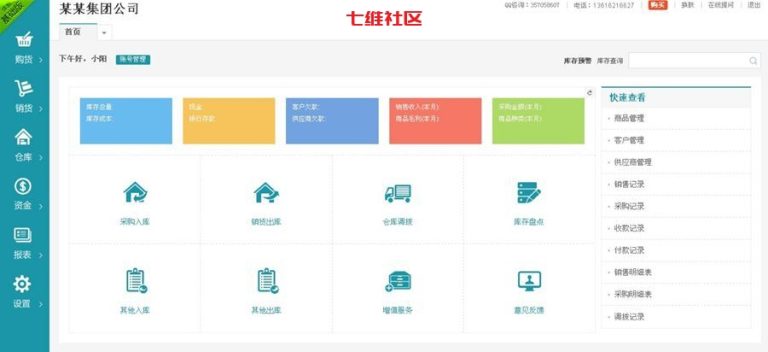 基础版
某某集团公司
七维社区
QQ咨询：357058607 | 电话：13616216627 购买 | 换肤 | 在线提问 | 退出
首页
下午好，小阳 账号管理
库存预警 库存查询
购货
销货
仓库
资金
报表
设置
库存总量:
库存成本:
现金:
银行存款:
客户欠款:
供应商欠款:
销售收入(本月):
商品毛利(本月):
采购金额(本月):
商品种类(本月):
采购入库
销货出库
仓库调拨
库存盘点
其他入库
其他出库
增值服务
意见反馈
快速查看
商品管理
客户管理
供应商管理
销售记录
采购记录
收款记录
付款记录
销售明细表
采购明细表
调拨记录